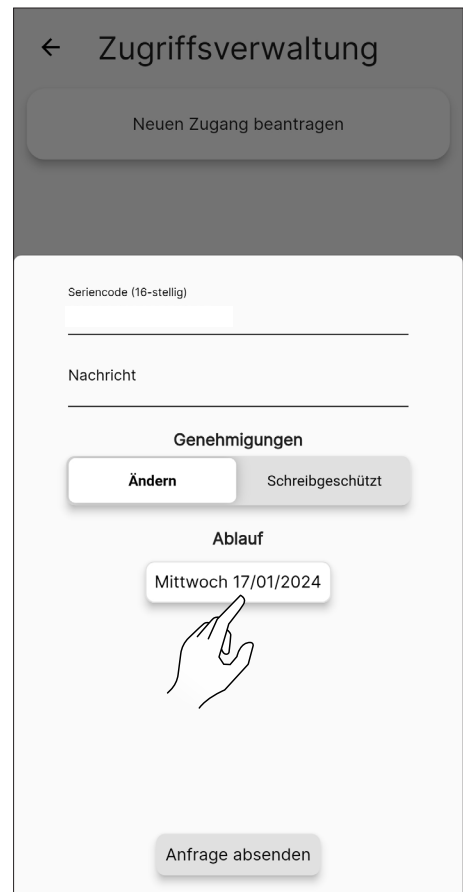 Zugriffsverwaltung
Neuen Zugang beantragen
Seriencode (16-stellig)
Nachricht
Genehmigungen
Ändern Schreibgeschützt
Ablauf
Mittwoch 17/01/2024
Anfrage absenden